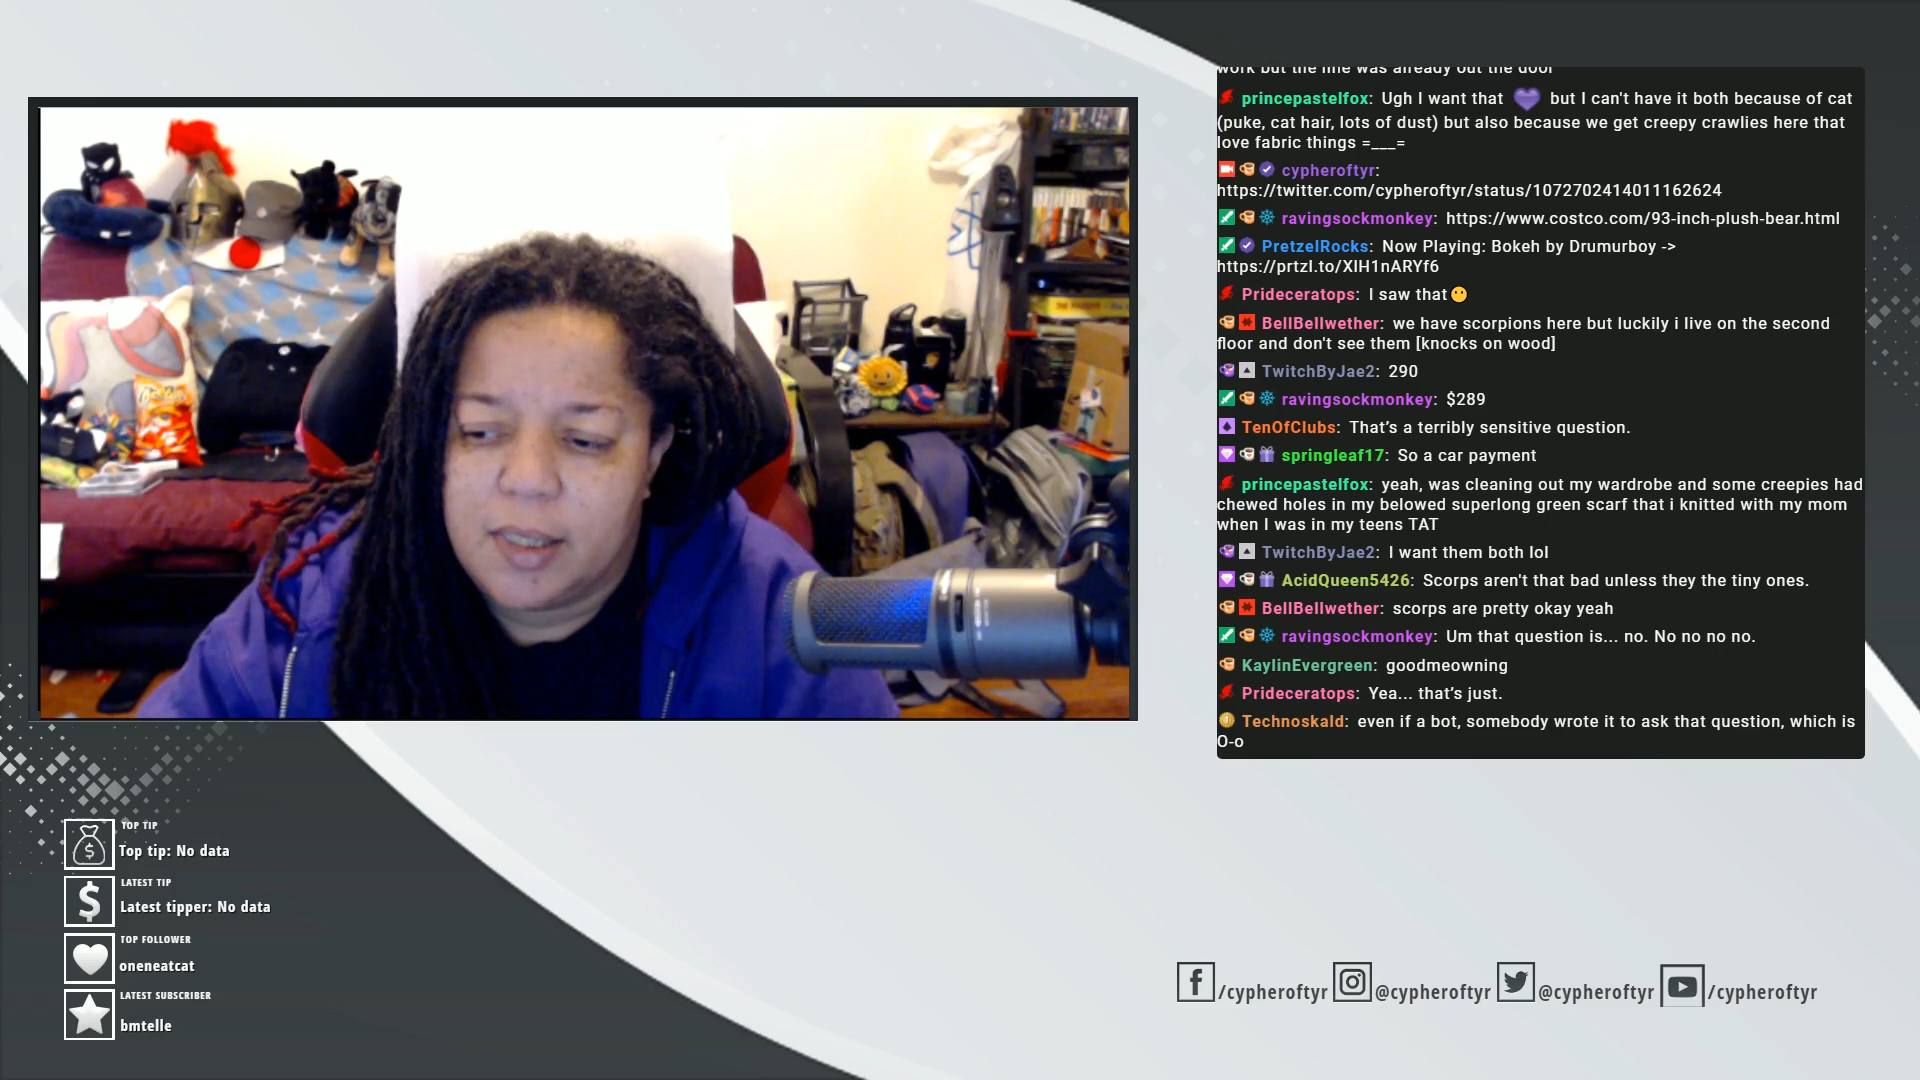 work but the line was already out the door
princepastelfox: Ugh I want that but I can't have it both because of cat
(puke, cat hair, lots of dust) but also because we get creepy crawlies here that
love fabric things =___=
cypheroftyr:
https://twitter.com/cypheroftyr/status/1072702414011162624
ravingsockmonkey: https://www.costco.com/93-inch-plush-bear.html
PretzelRocks: Now Playing: Bokeh by Drumurboy ->
https://prtzl.to/XIH1nARYf6
Prideceratops: I saw that
BellBellwether: we have scorpions here but luckily i live on the second
floor and don't see them [knocks on wood]
TwitchByJae2: 290
ravingsockmonkey: $289
TenOfClubs: That's a terribly sensitive question.
springleaf17: So a car payment
princepastelfox: yeah, was cleaning out my wardrobe and some creepies had
chewed holes in my belowed superlong green scarf that i knitted with my mom
when I was in my teens TAT
TwitchByJae2: I want them both lol
AcidQueen5426: Scorps aren't that bad unless they the tiny ones.
BellBellwether: scorps are pretty okay yeah
ravingsockmonkey: Um that question is... no. No no no no.
KaylinEvergreen: goodmeowning
Prideceratops: Yea... that's just.
Technoskald: even if a bot, somebody wrote it to ask that question, which is
O-o
TOP TIP
Top tip: No data
LATEST TIP
Latest tipper: No data
TOP FOLLOWER
oneneatcat
LATEST SUBSCRIBER
bmtelle
/cypheroftyr @cypheroftyr @cypheroftyr /cypheroftyr